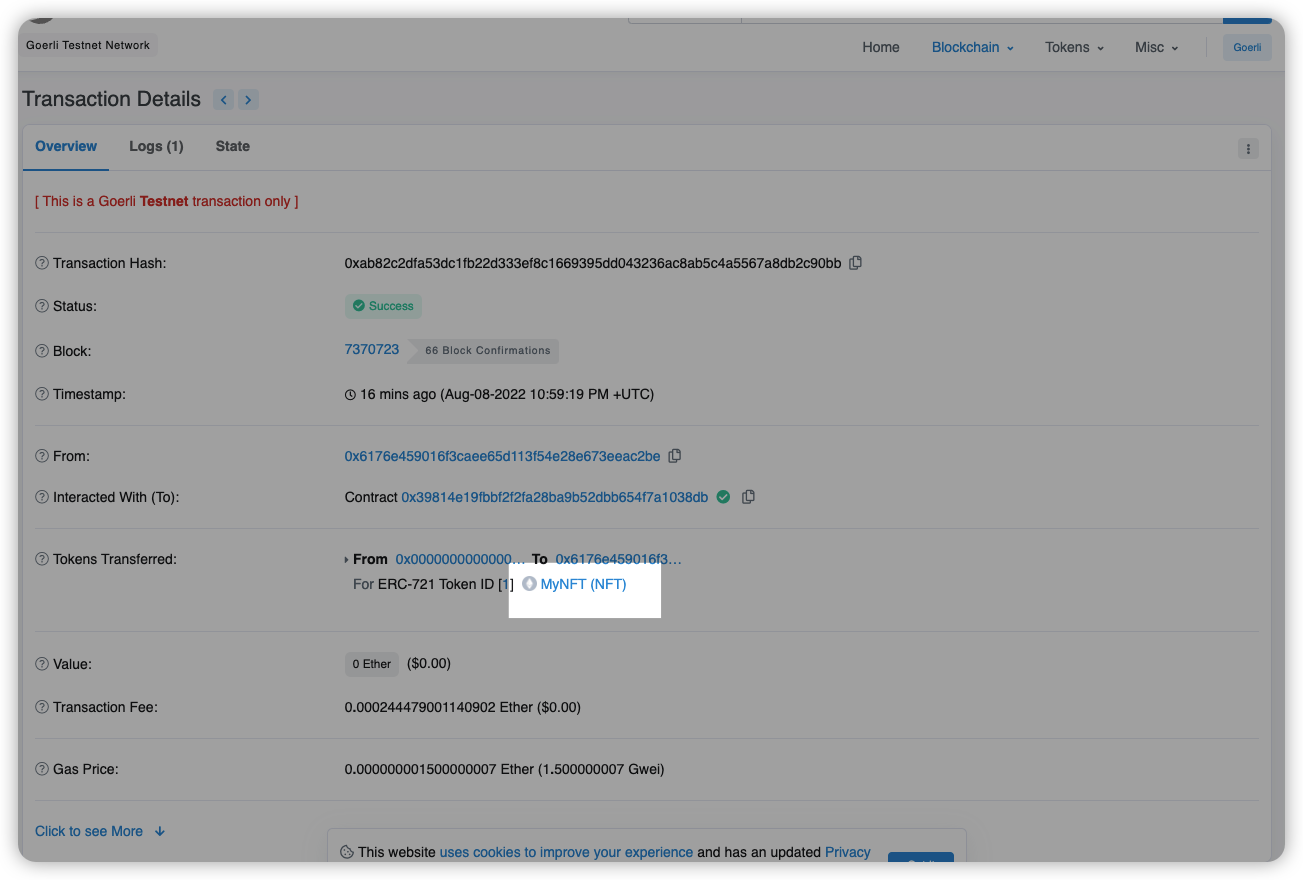 Goerli Testnet Network
Home Blockchain Tokens Misc Goerli
Transaction Details
Overview Logs (1) State
[ This is a Goerli Testnet transaction only ]
Transaction Hash: 0xab82c2dfa53dc1fb22d333ef8c1669395dd043236ac8ab5c4a5567a8db2c90bb
Status: Success
Block: 7370723 66 Block Confirmations
Timestamp: 16 mins ago (Aug-08-2022 10:59:19 PM +UTC)
From: 0x6176e459016f3caee65d113f54e28e673eeac2be
Interacted With (To): Contract 0x39814e19fbbf2f2fa28ba9b52dbb654f7a1038db
Tokens Transferred: From 0x0000000000000... To 0x6176e459016f3...
For ERC-721 Token ID [1] MyNFT (NFT)
Value: 0 Ether ($0.00)
Transaction Fee: 0.000244479001140902 Ether ($0.00)
Gas Price: 0.000000001500000007 Ether (1.500000007 Gwei)
Click to see More
This website uses cookies to improve your experience and has an updated Privacy